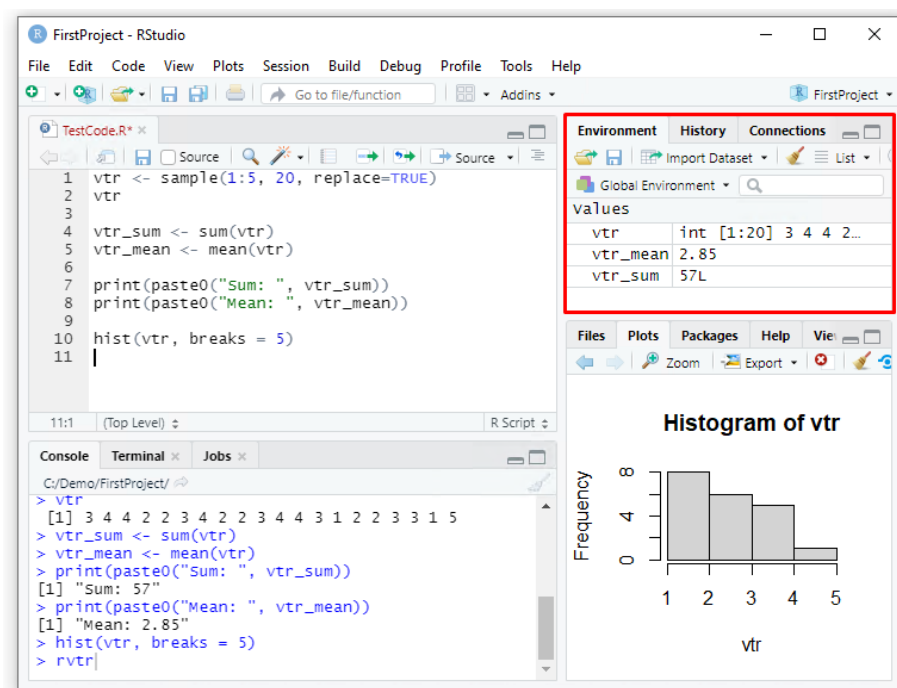 FirstProject - RStudio
File Edit Code View Plots Session Build Debug Profile Tools Help
Go to file/function Addins FirstProject
TestCode.R*
Source Source
1 vtr <- sample(1:5, 20, replace=TRUE)
2 vtr
3
4 vtr_sum <- sum(vtr)
5 vtr_mean <- mean(vtr)
6
7 print(paste0("Sum: ", vtr_sum))
8 print(paste0("Mean: ", vtr_mean))
9
10 hist(vtr, breaks = 5)
11
11:1 (Top Level) R Script
Console Terminal Jobs
C:/Demo/FirstProject/
> vtr
[1] 3 4 4 2 2 3 4 2 2 3 4 4 3 1 2 2 3 3 1 5
> vtr_sum <- sum(vtr)
> vtr_mean <- mean(vtr)
> print(paste0("Sum: ", vtr_sum))
[1] "Sum: 57"
> print(paste0("Mean: ", vtr_mean))
[1] "Mean: 2.85"
> hist(vtr, breaks = 5)
> rvtr
Environment History Connections
Import Dataset List
Global Environment
Values
vtr int [1:20] 3 4 4 2…
vtr_mean 2.85
vtr_sum 57L
Files Plots Packages Help Vie
Zoom Export
Histogram of vtr
Frequency
8
4
0
1 2 3 4 5
vtr